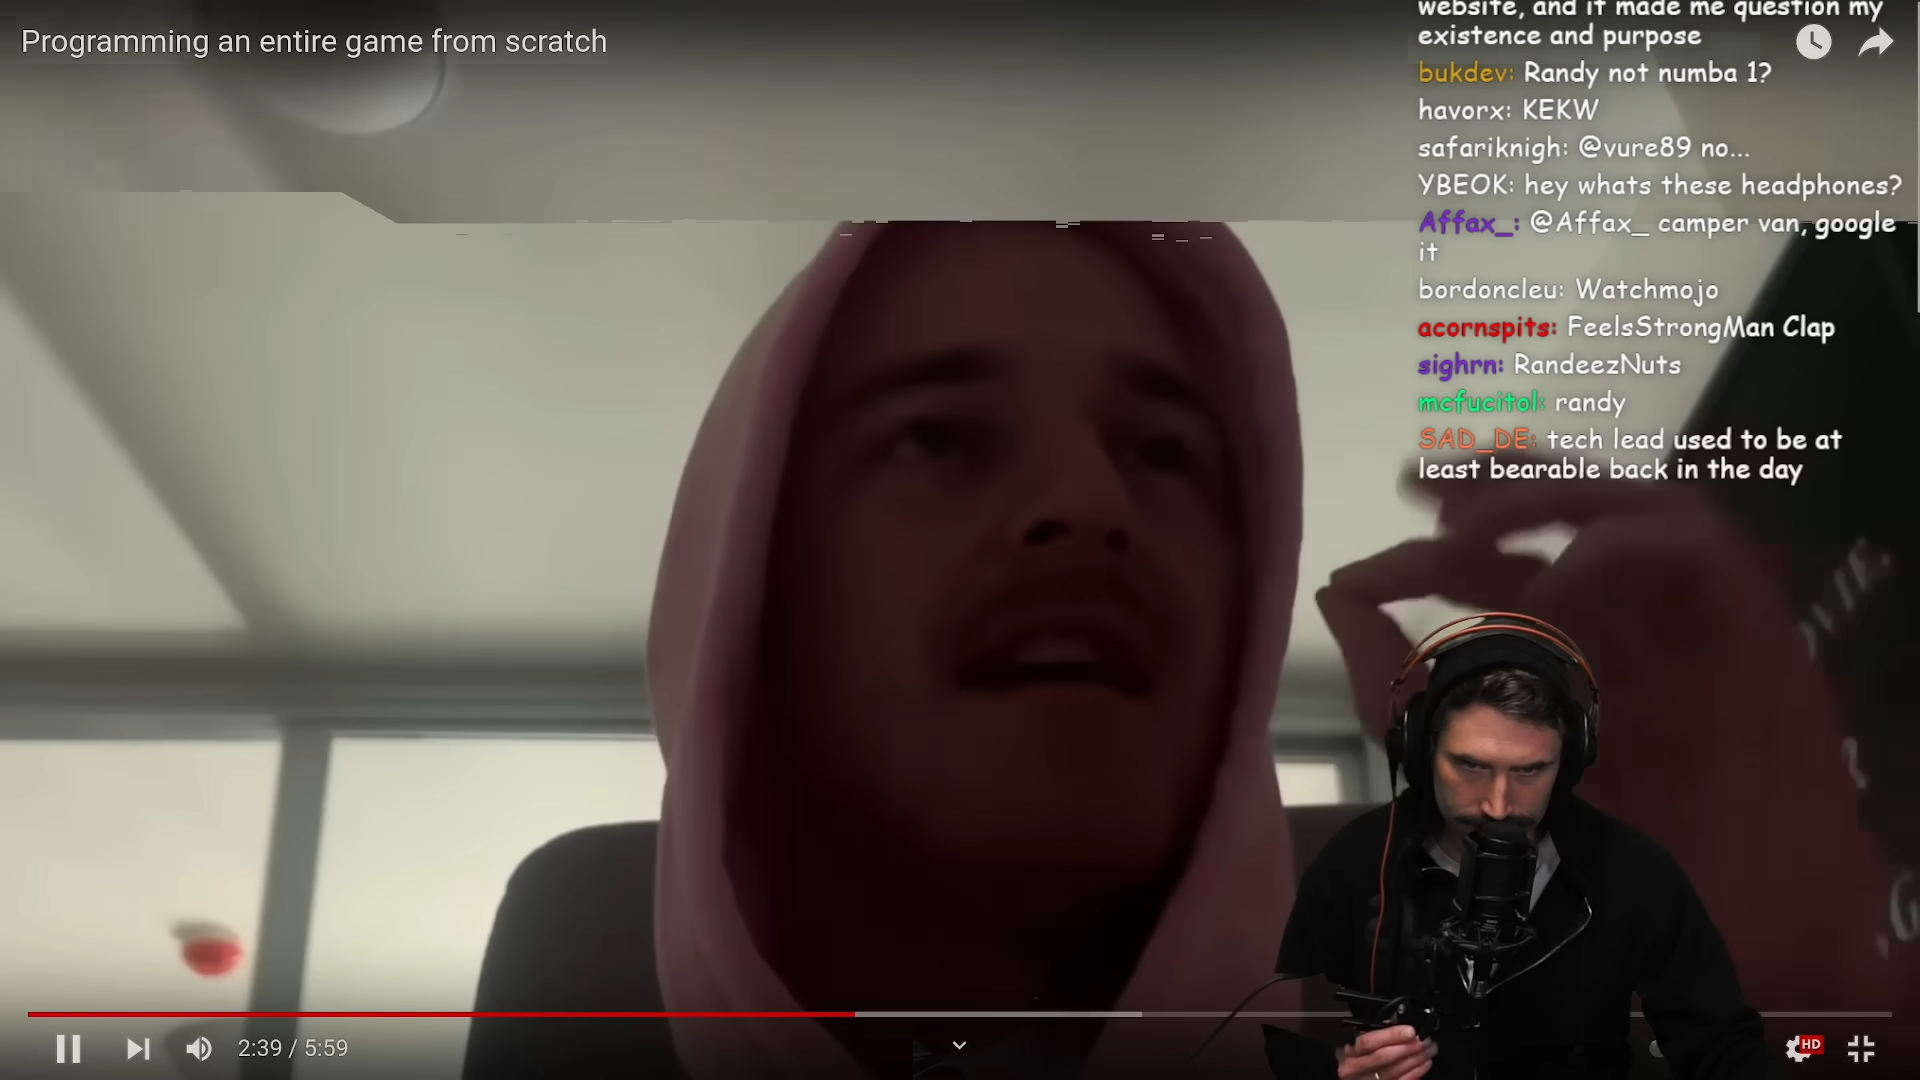 Programming an entire game from scratch
website, and it made me question my
existence and purpose
bukdev: Randy not numba 1?
havorx: KEKW
safariknigh: @vure89 no...
YBEOK: hey whats these headphones?
Affax_: @Affax_ camper van, google
it
bordoncleu: Watchmojo
acornspits: FeelsStrongMan Clap
sighrn: RandeezNuts
mcfucitol: randy
SAD_DE: tech lead used to be at
least bearable back in the day
2:39 / 5:59
HD